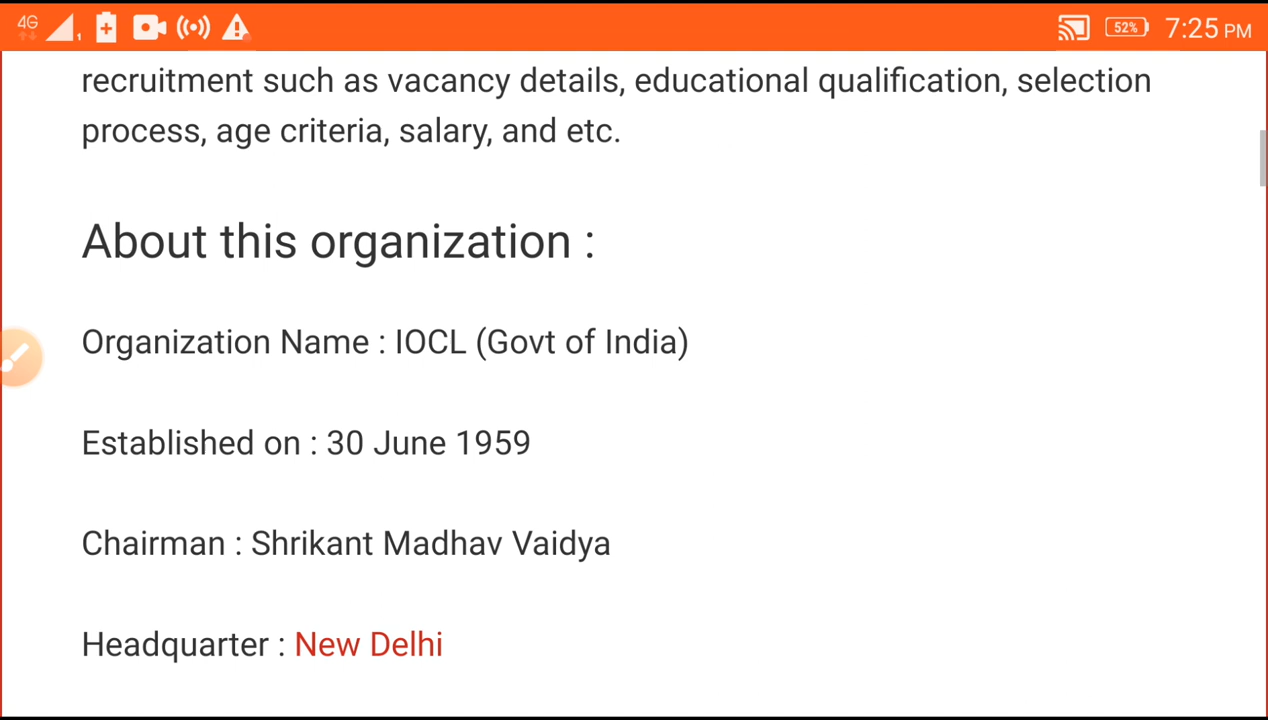 4G 1 52% 7:25 PM
recruitment such as vacancy details, educational qualification, selection
process, age criteria, salary, and etc.
About this organization :
Organization Name : IOCL (Govt of India)
Established on : 30 June 1959
Chairman : Shrikant Madhav Vaidya
Headquarter : New Delhi